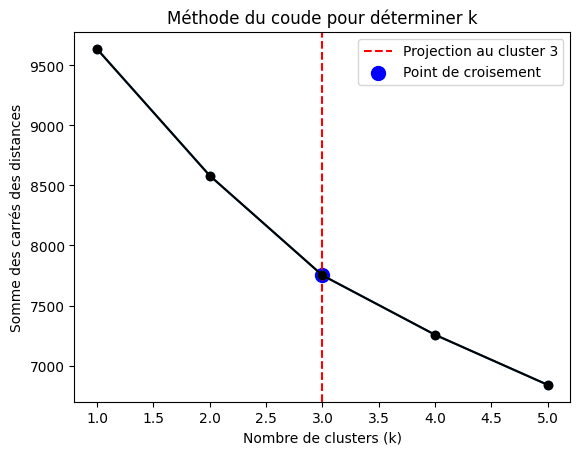 Méthode du coude pour déterminer k
Projection au cluster 3
Point de croisement
Somme des carrés des distances
9500
9000
8500
8000
7500
7000
1.0 1.5 2.0 2.5 3.0 3.5 4.0 4.5 5.0
Nombre de clusters (k)